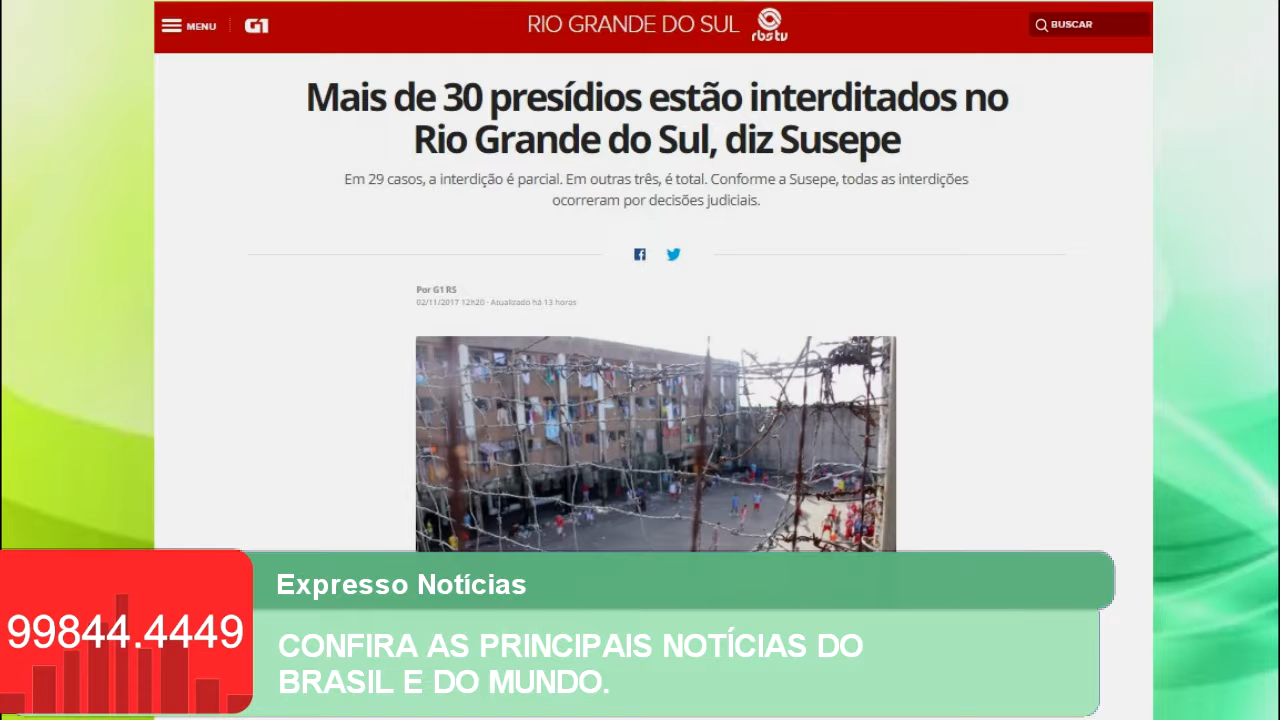 MENU
G1
RIO GRANDE DO SUL
rbstv
BUSCAR
Mais de 30 presídios estão interditados no
Rio Grande do Sul, diz Susepe
Em 29 casos, a interdição é parcial. Em outras três, é total. Conforme a Susepe, todas as interdições
ocorreram por decisões judiciais.
Por G1 RS
02/11/2017 12h20 · Atualizado há 13 horas
99844.4449
Expresso Notícias
CONFIRA AS PRINCIPAIS NOTÍCIAS DO
BRASIL E DO MUNDO.